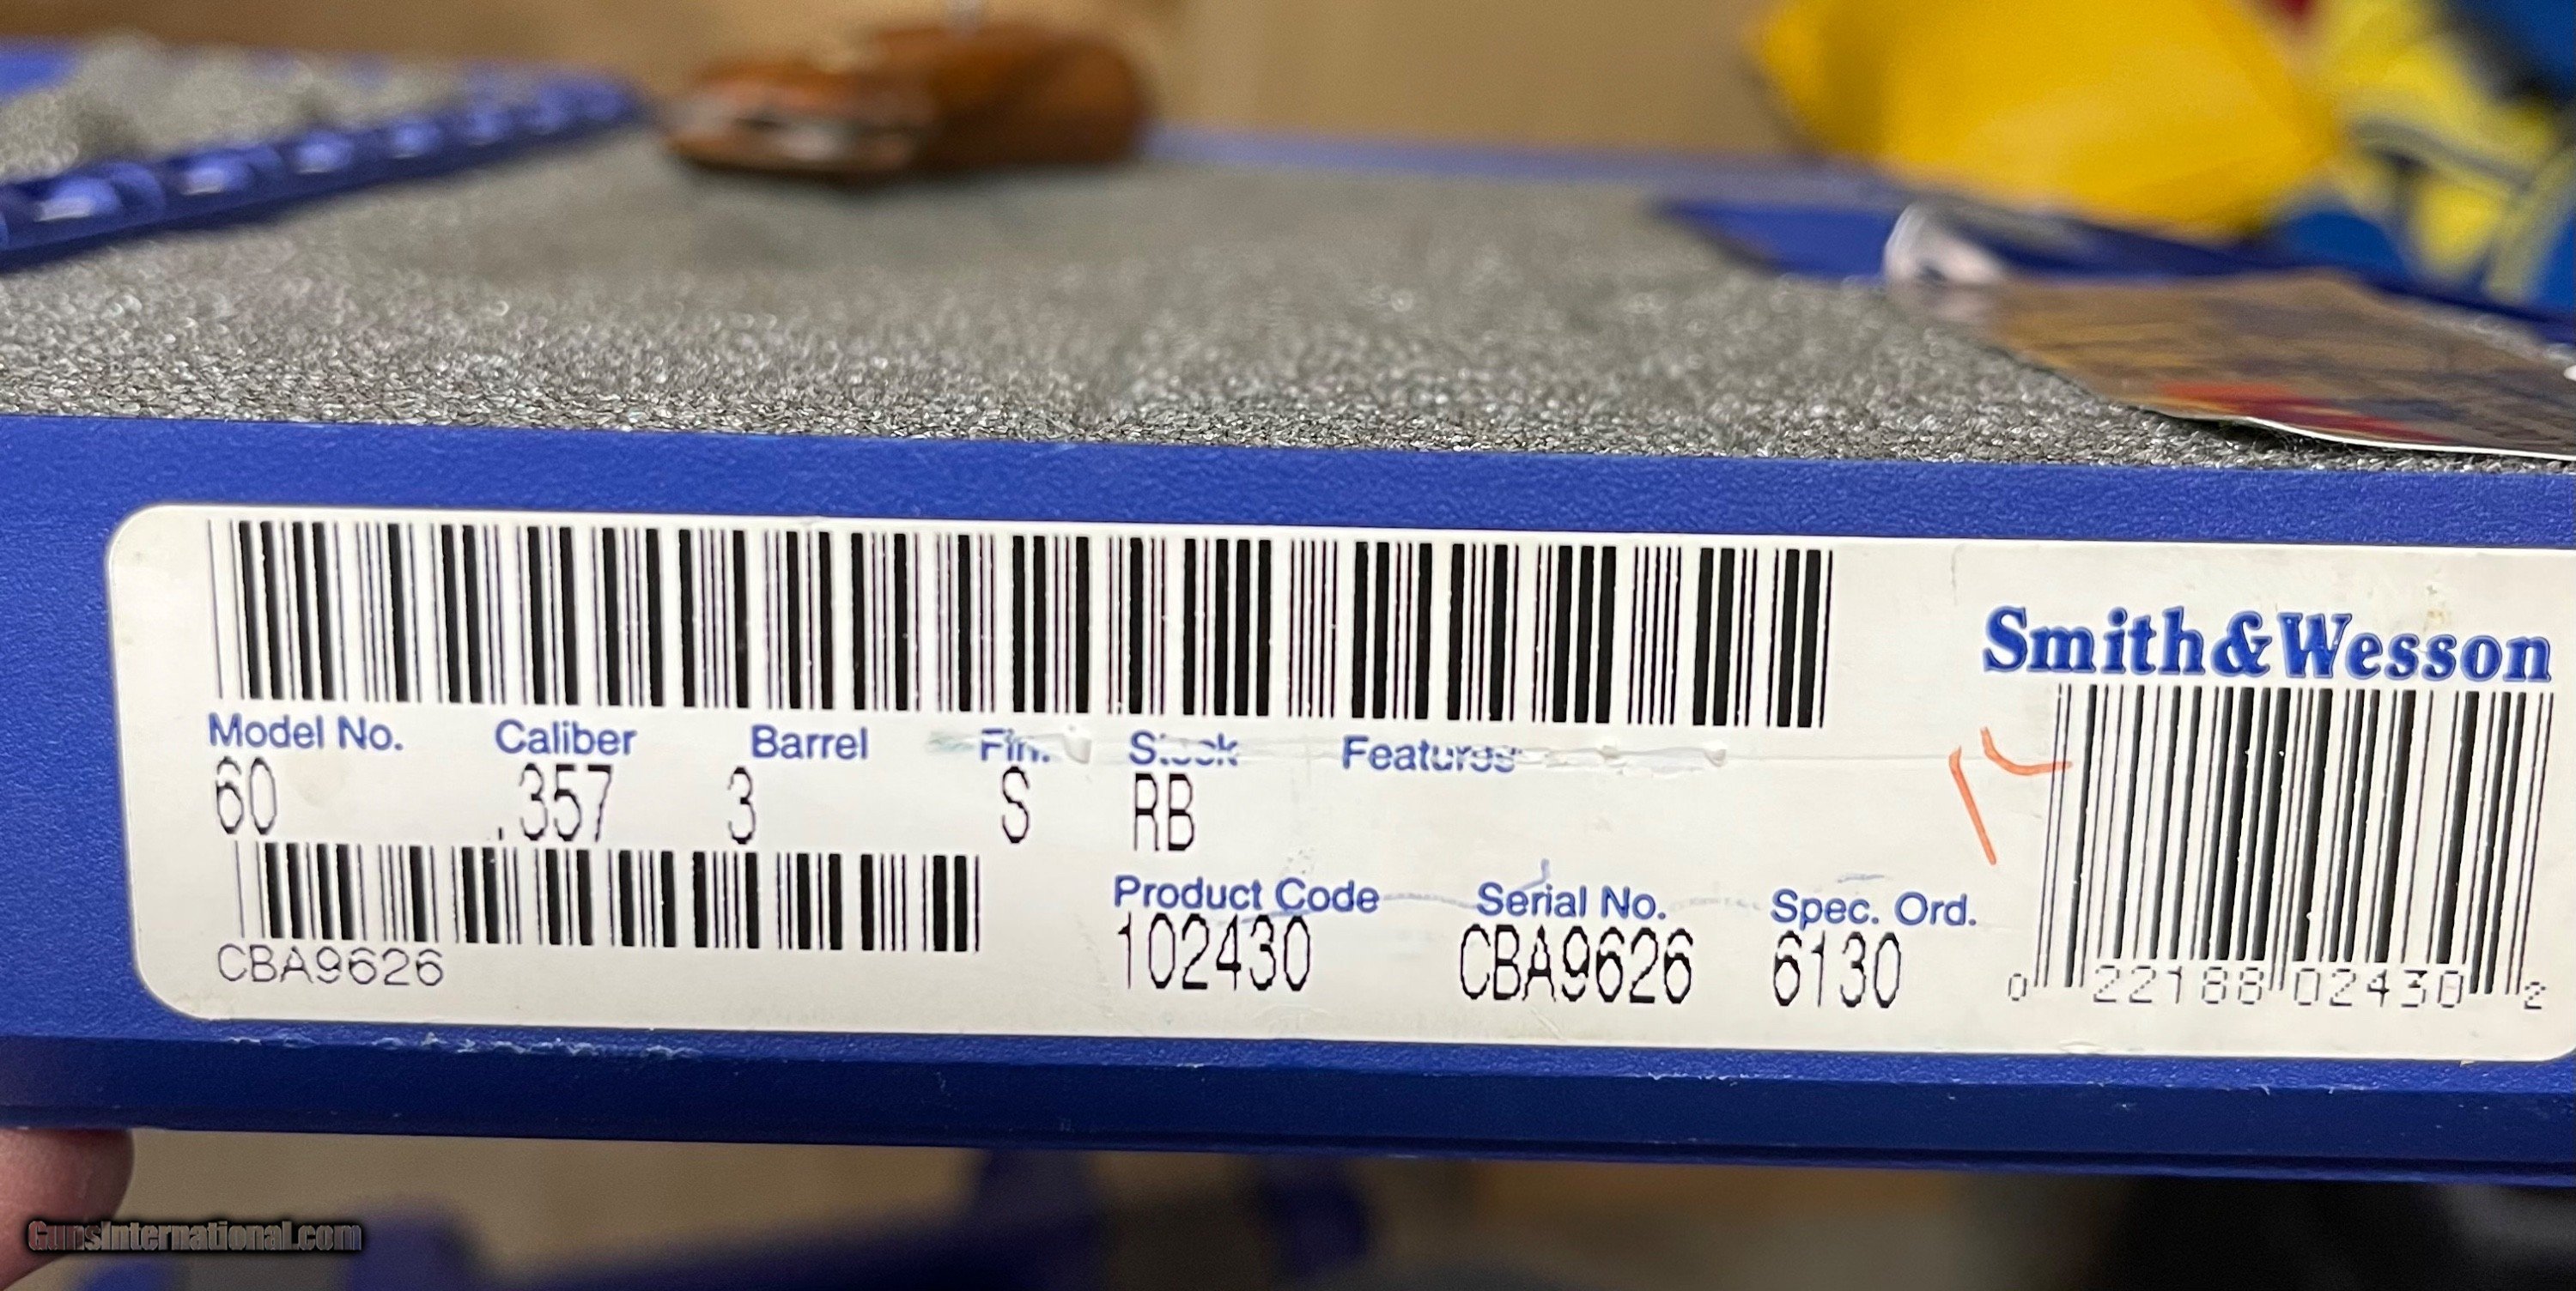 Smith&Wesson
Model No. Caliber Barrel Fin. Stock Features
60 .357 3 S RB
Product Code Serial No. Spec. Ord.
CBA9626 102430 CBA9626 6130
0 22188 02430 2
GunsInternational.com